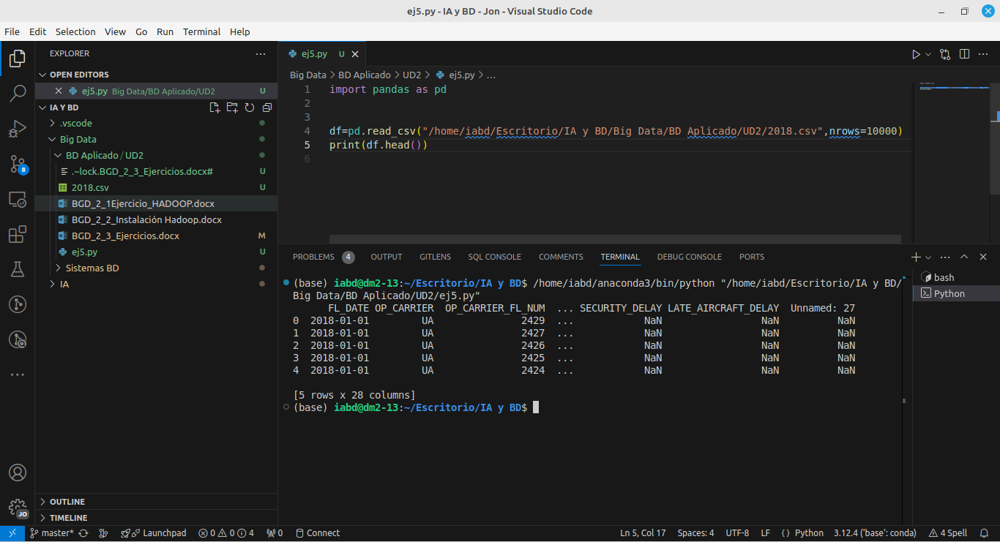 ej5.py - IA y BD - Jon - Visual Studio Code
File Edit Selection View Go Run Terminal Help
EXPLORER
OPEN EDITORS
ej5.py Big Data/BD Aplicado/UD2 U
IA Y BD
.vscode
Big Data
BD Aplicado / UD2
.~lock.BGD_2_3_Ejercicios.docx# U
2018.csv U
BGD_2_1Ejercicio_HADOOP.docx
BGD_2_2_Instalación Hadoop.docx
BGD_2_3_Ejercicios.docx M
ej5.py U
Sistemas BD
IA
OUTLINE
TIMELINE
8
JO
ej5.py U
Big Data > BD Aplicado > UD2 > ej5.py > ...
1 import pandas as pd
2
3
4 df=pd.read_csv("/home/iabd/Escritorio/IA y BD/Big Data/BD Aplicado/UD2/2018.csv",nrows=10000)
5 print(df.head())
6
PROBLEMS 4 OUTPUT GITLENS SQL CONSOLE COMMENTS TERMINAL DEBUG CONSOLE PORTS
(base) iabd@dm2-13:~/Escritorio/IA y BD$ /home/iabd/anaconda3/bin/python "/home/iabd/Escritorio/IA y BD/
Big Data/BD Aplicado/UD2/ej5.py"
FL_DATE OP_CARRIER OP_CARRIER_FL_NUM ... SECURITY_DELAY LATE_AIRCRAFT_DELAY Unnamed: 27
0 2018-01-01 UA 2429 ... NaN NaN NaN
1 2018-01-01 UA 2427 ... NaN NaN NaN
2 2018-01-01 UA 2426 ... NaN NaN NaN
3 2018-01-01 UA 2425 ... NaN NaN NaN
4 2018-01-01 UA 2424 ... NaN NaN NaN
[5 rows x 28 columns]
(base) iabd@dm2-13:~/Escritorio/IA y BD$
bash
Python
master* Launchpad 0 0 4 0 Connect Ln 5, Col 17 Spaces: 4 UTF-8 LF { } Python 3.12.4 ('base': conda) 4 Spell